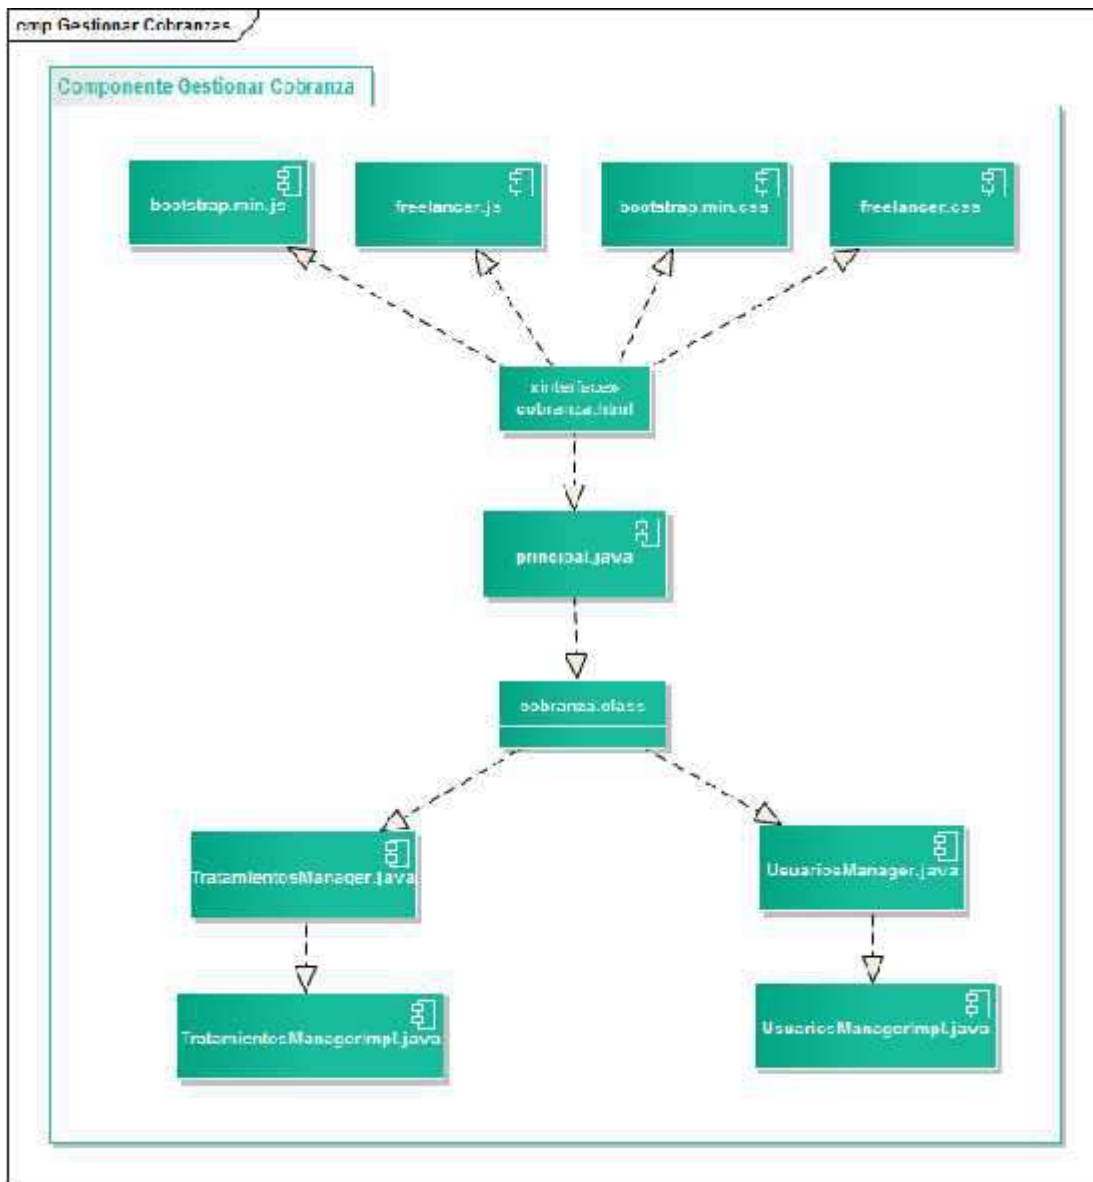 cmp Gestionar Cobranzas
Componente Gestionar Cobranza
bootstrap.min.js
freelancer.js
bootstrap.min.css
freelancer.css
«interface»
cobranza.html
principal.java
cobranza.class
TratamientosManager.java
UsuariosManager.java
TratamientosManagerImpl.java
UsuariosManagerImpl.java